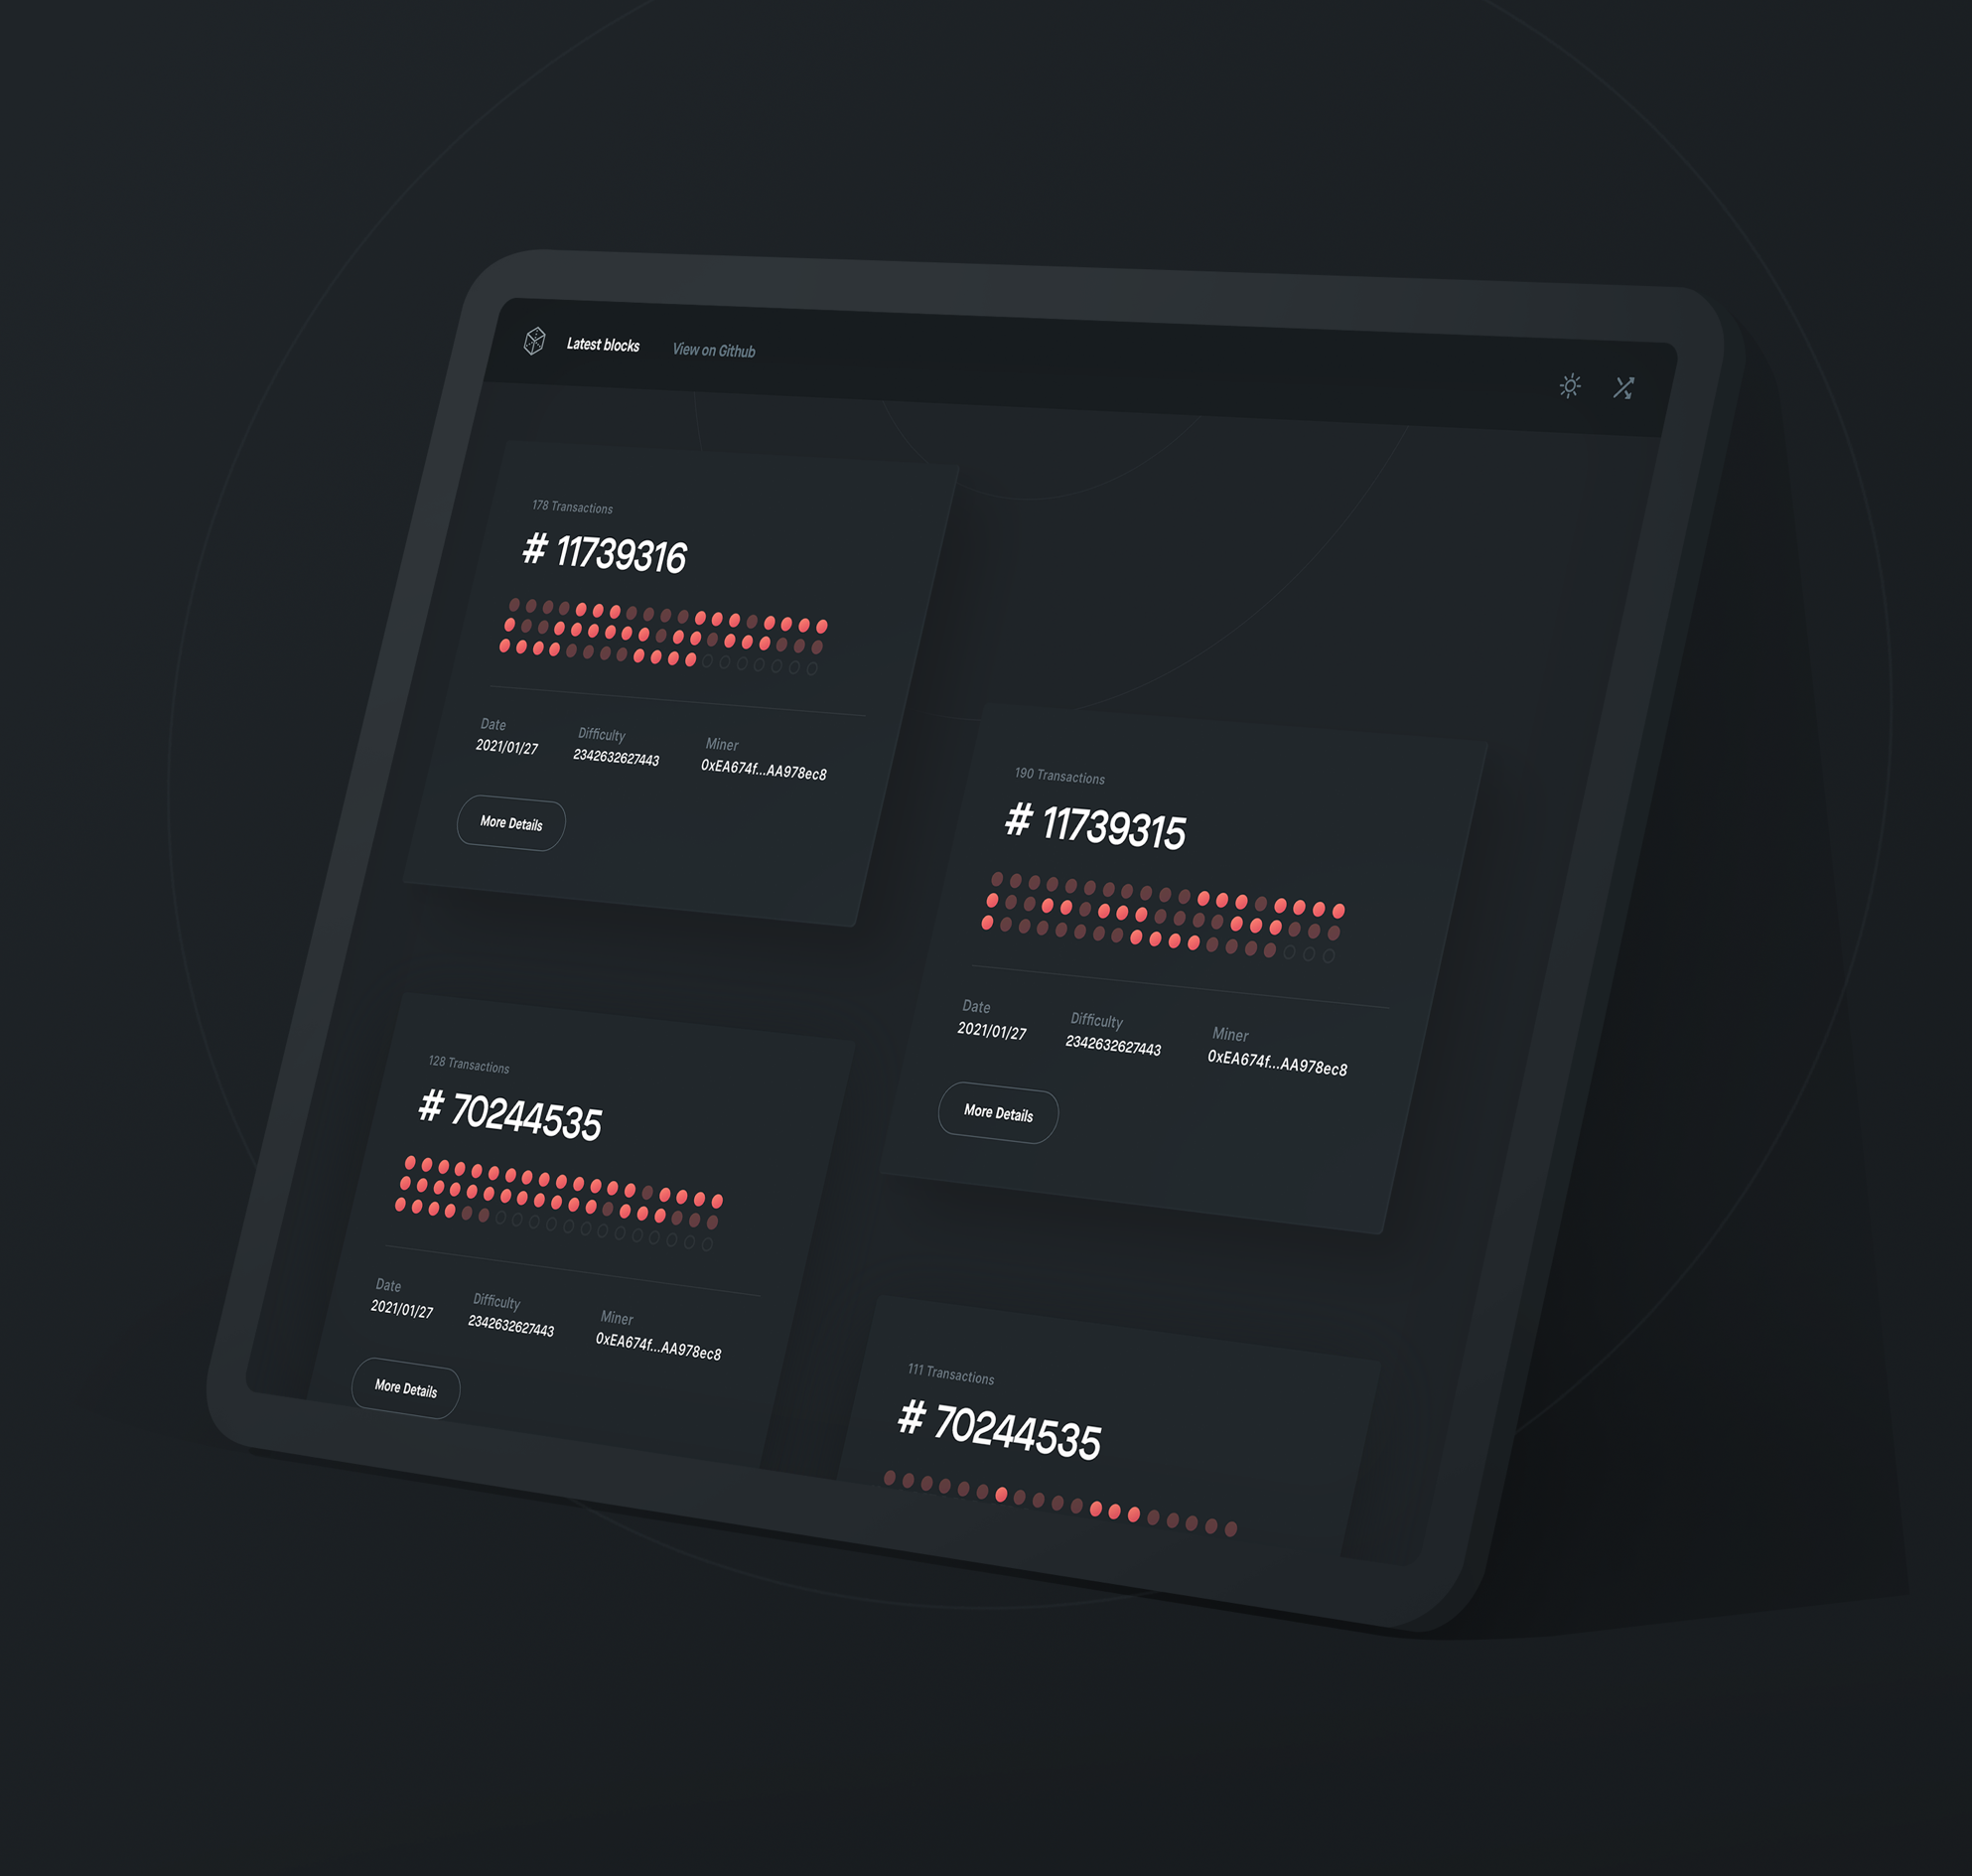 Latest blocks
View on Github
178 Transactions
# 11739316
Date
Difficulty
Miner
2021/01/27
2342632627443
0xEA674f...AA978ec8
More Details
190 Transactions
# 11739315
Date
Difficulty
Miner
2021/01/27
2342632627443
0xEA674f...AA978ec8
More Details
128 Transactions
# 70244535
Date
Difficulty
Miner
2021/01/27
2342632627443
0xEA674f...AA978ec8
More Details
111 Transactions
# 70244535